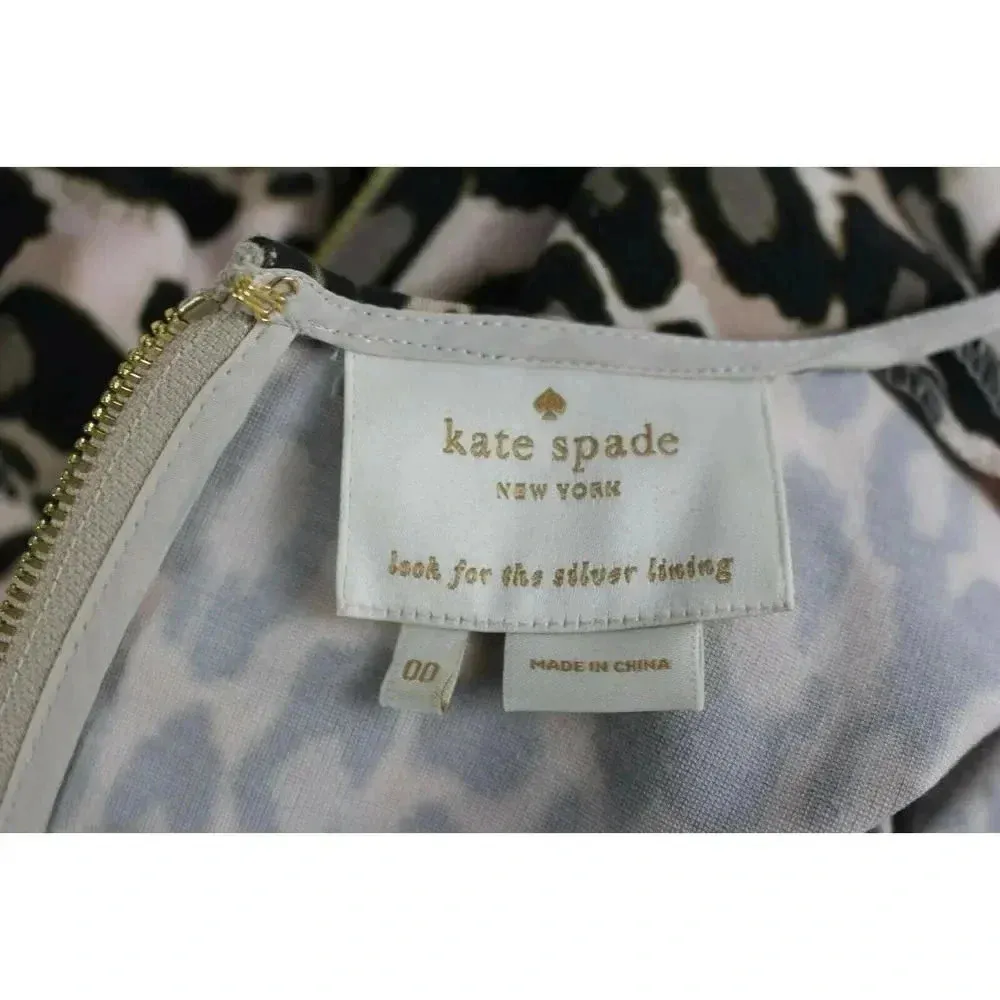 kate spade
NEW YORK
look for the silver lining
00
MADE IN CHINA